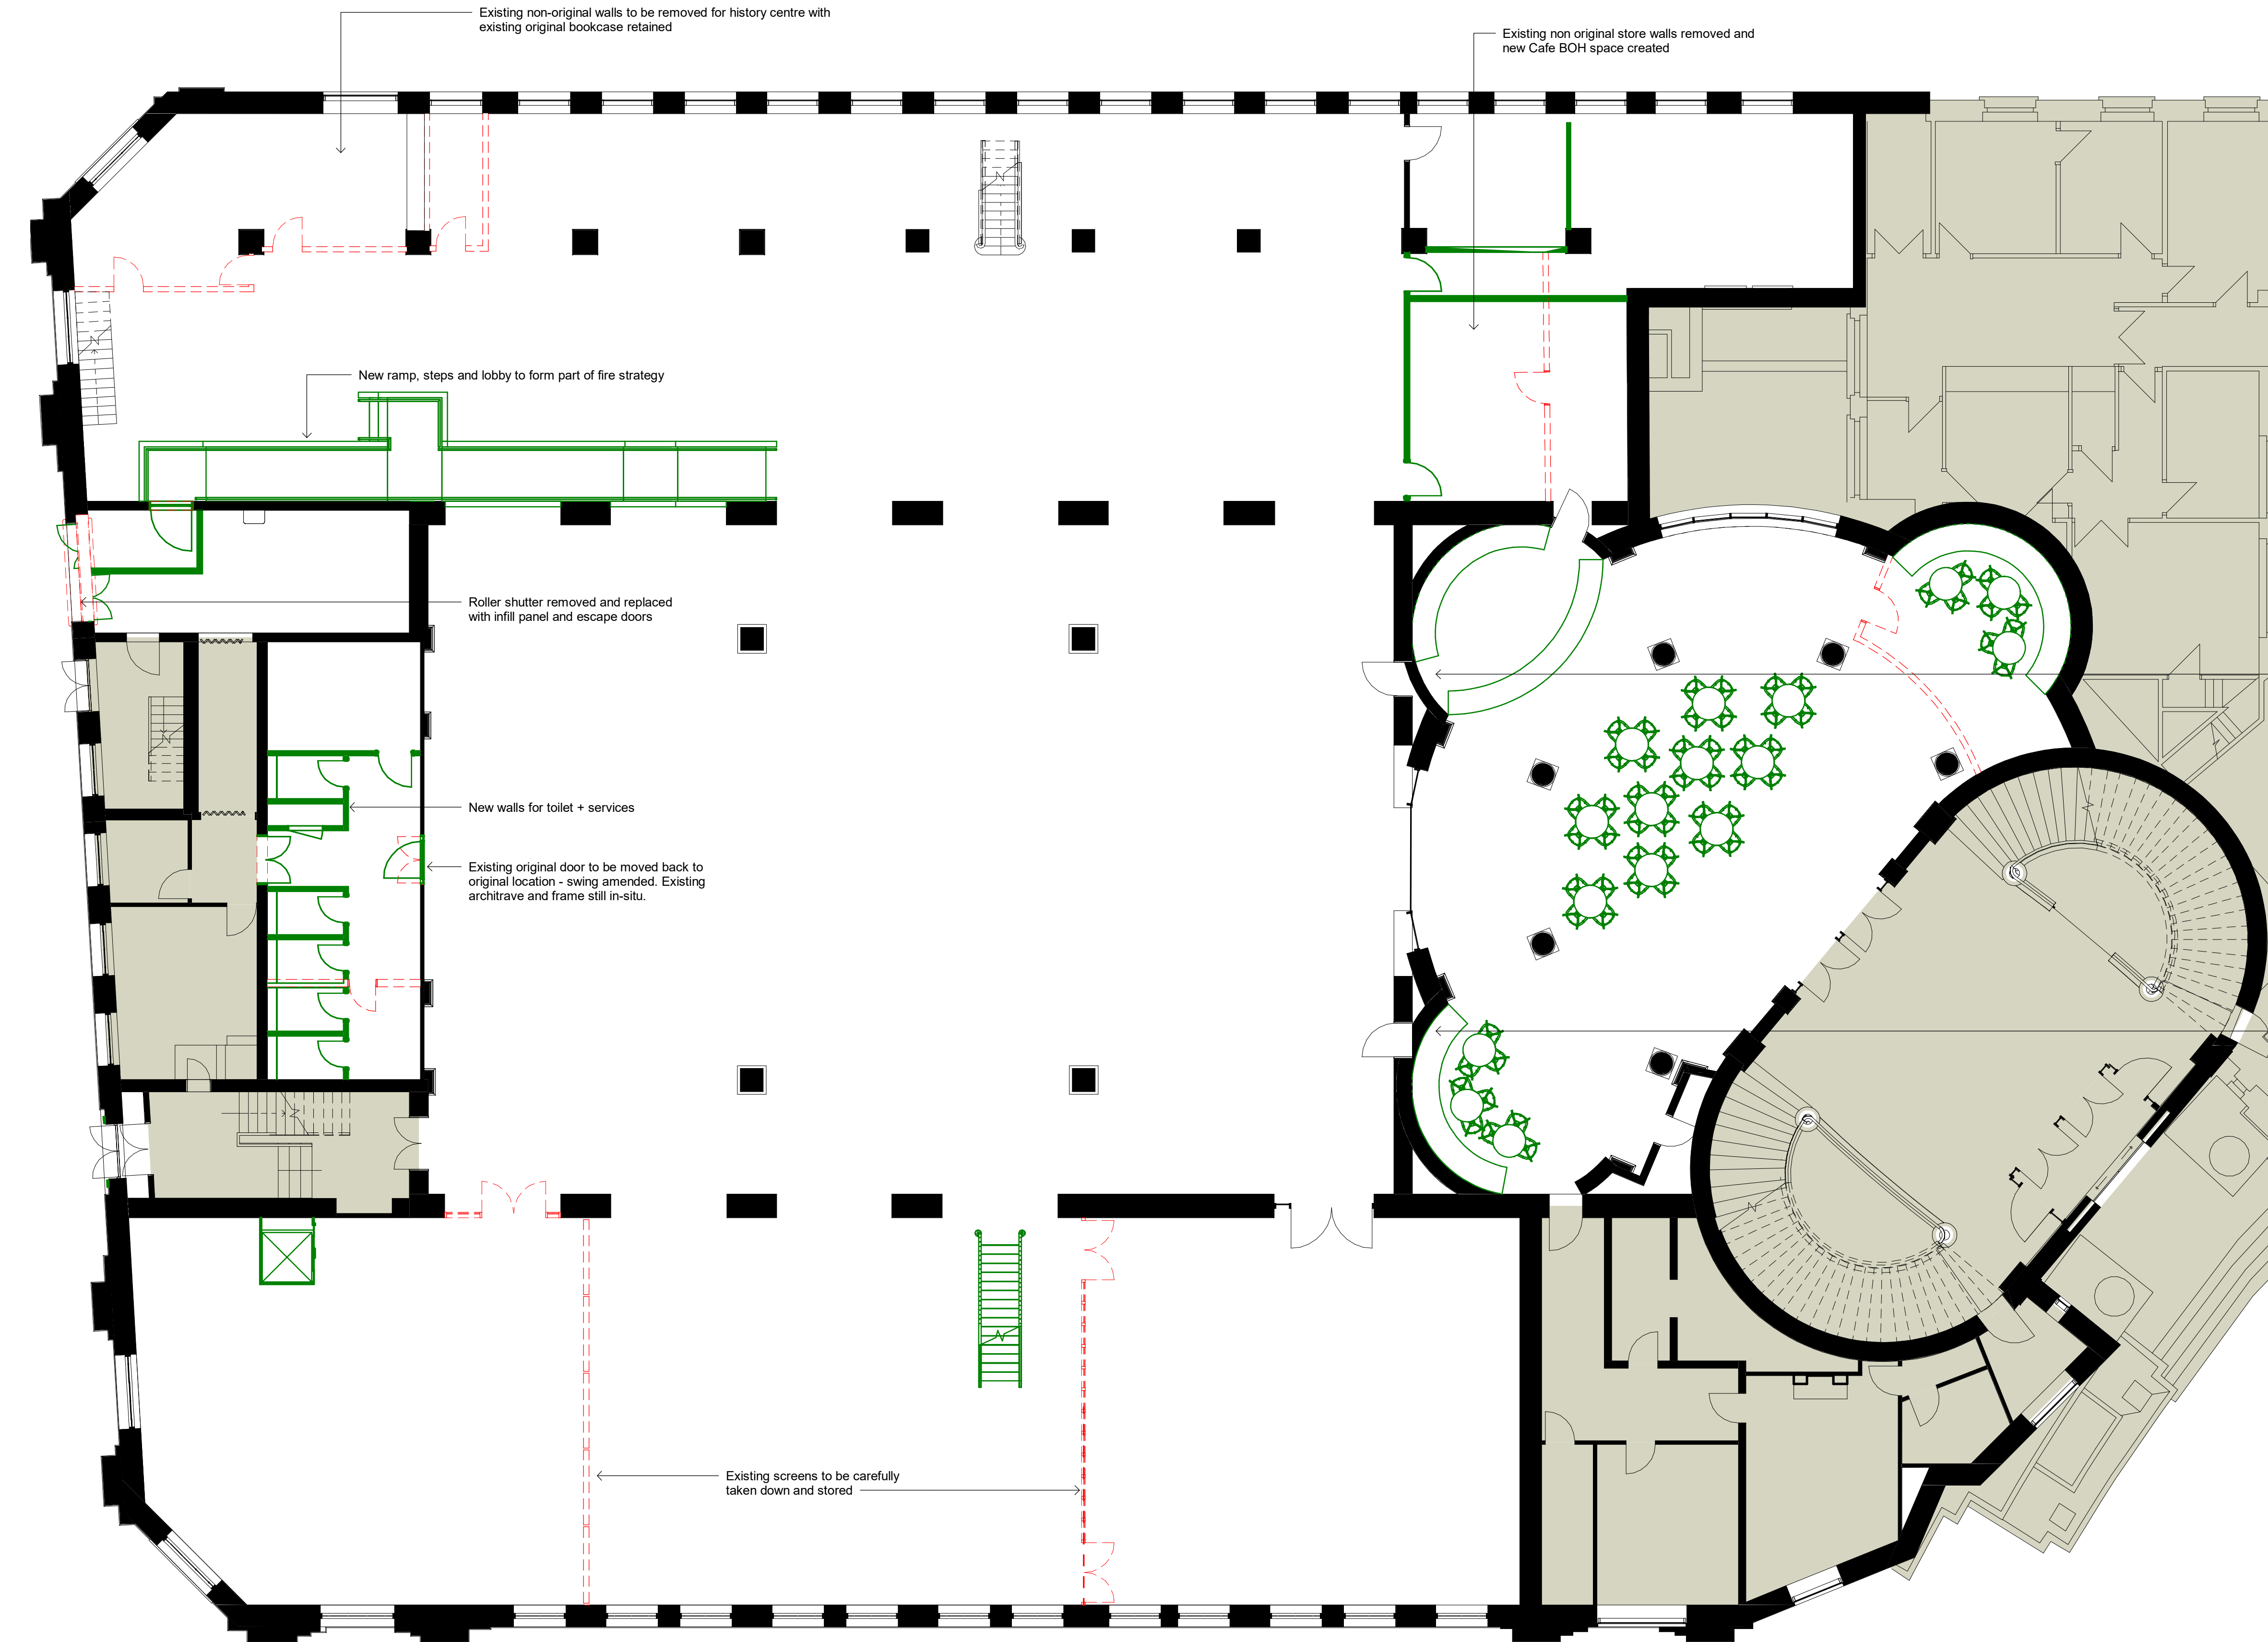 Existing non-original walls to be removed for history centre with
existing original bookcase retained
Existing non original store walls removed and
new Cafe BOH space created
New ramp, steps and lobby to form part of fire strategy
Roller shutter removed and replaced
with infill panel and escape doors
New walls for toilet + services
Existing original door to be moved back to
original location - swing amended. Existing
architrave and frame still in-situ.
Existing screens to be carefully
taken down and stored